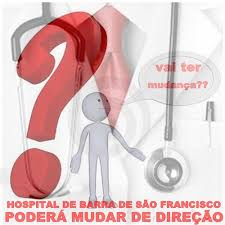 vai ter
mudança??
HOSPITAL DE BARRA DE SÃO FRANCISCO
PODERÁ MUDAR DE DIREÇÃO